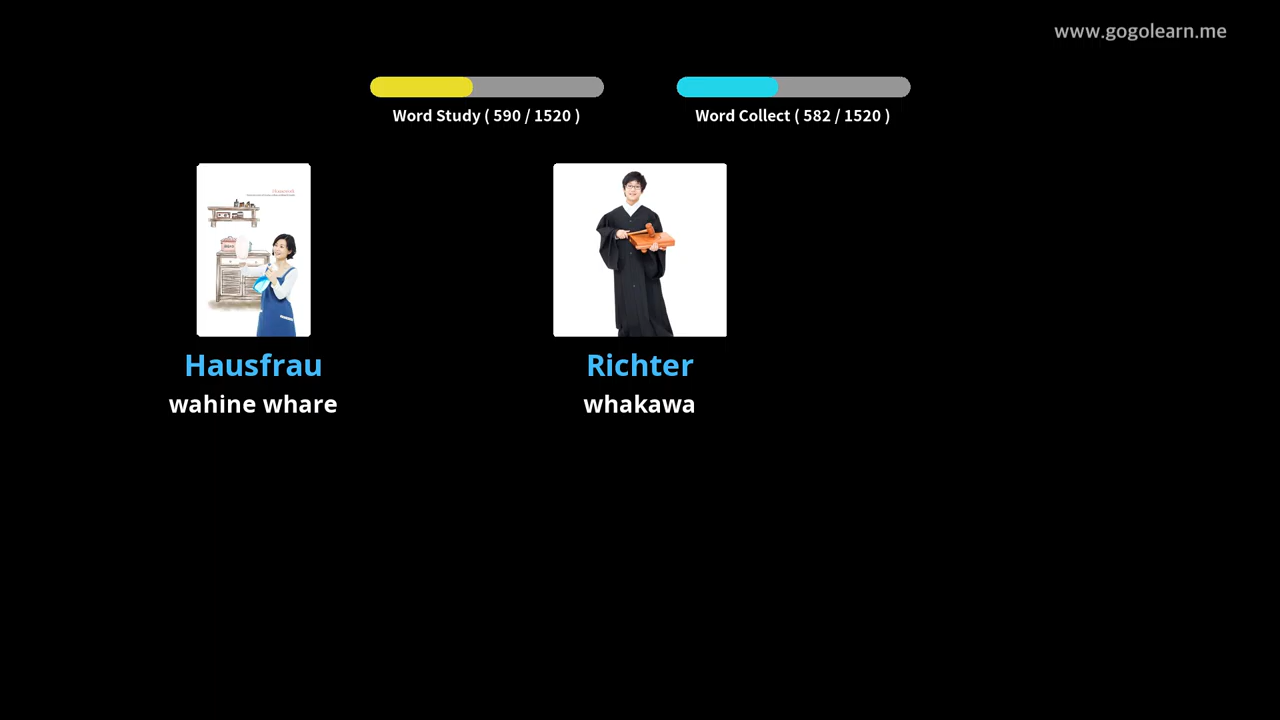 www.gogolearn.me
Word Study ( 590 / 1520 )
Word Collect ( 582 / 1520 )
Hausfrau
wahine whare
Richter
whakawa